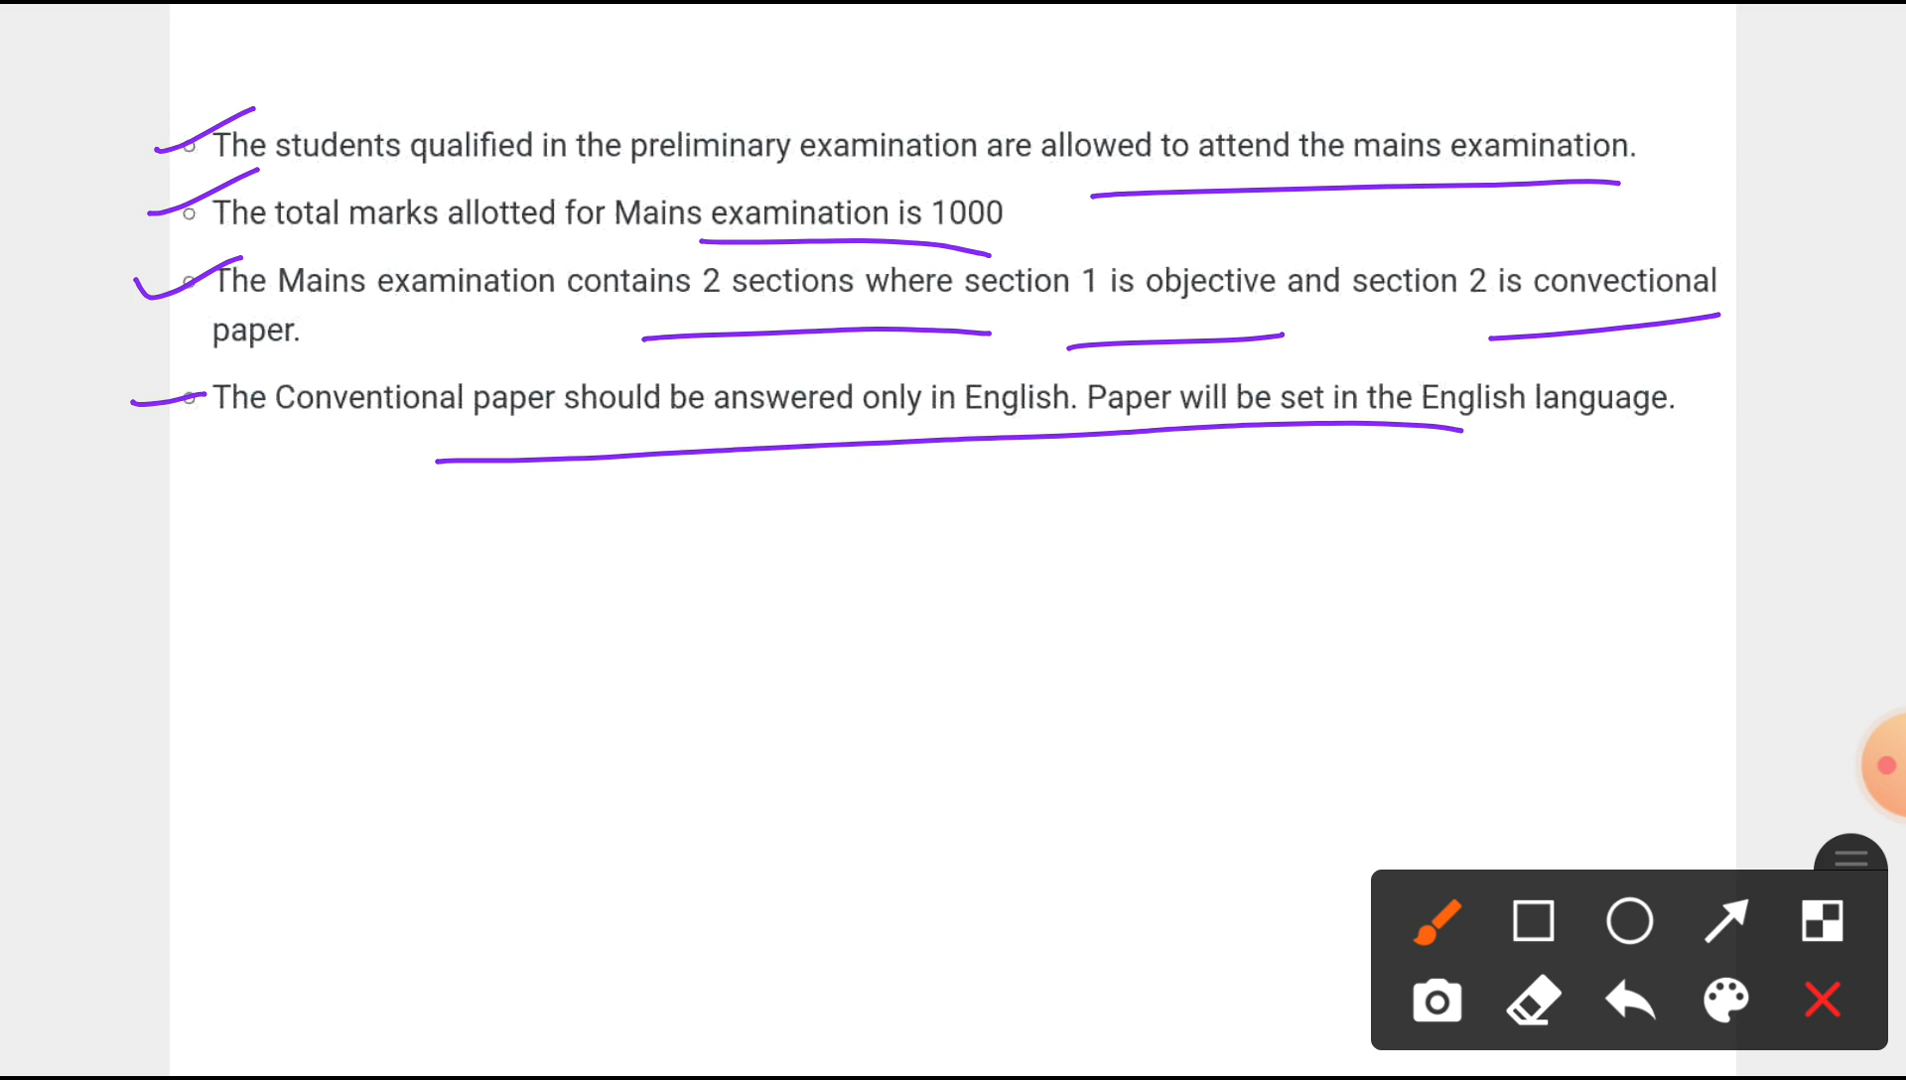 The students qualified in the preliminary examination are allowed to attend the mains examination.
The total marks allotted for Mains examination is 1000
The Mains examination contains 2 sections where section 1 is objective and section 2 is convectional
paper.
The Conventional paper should be answered only in English. Paper will be set in the English language.